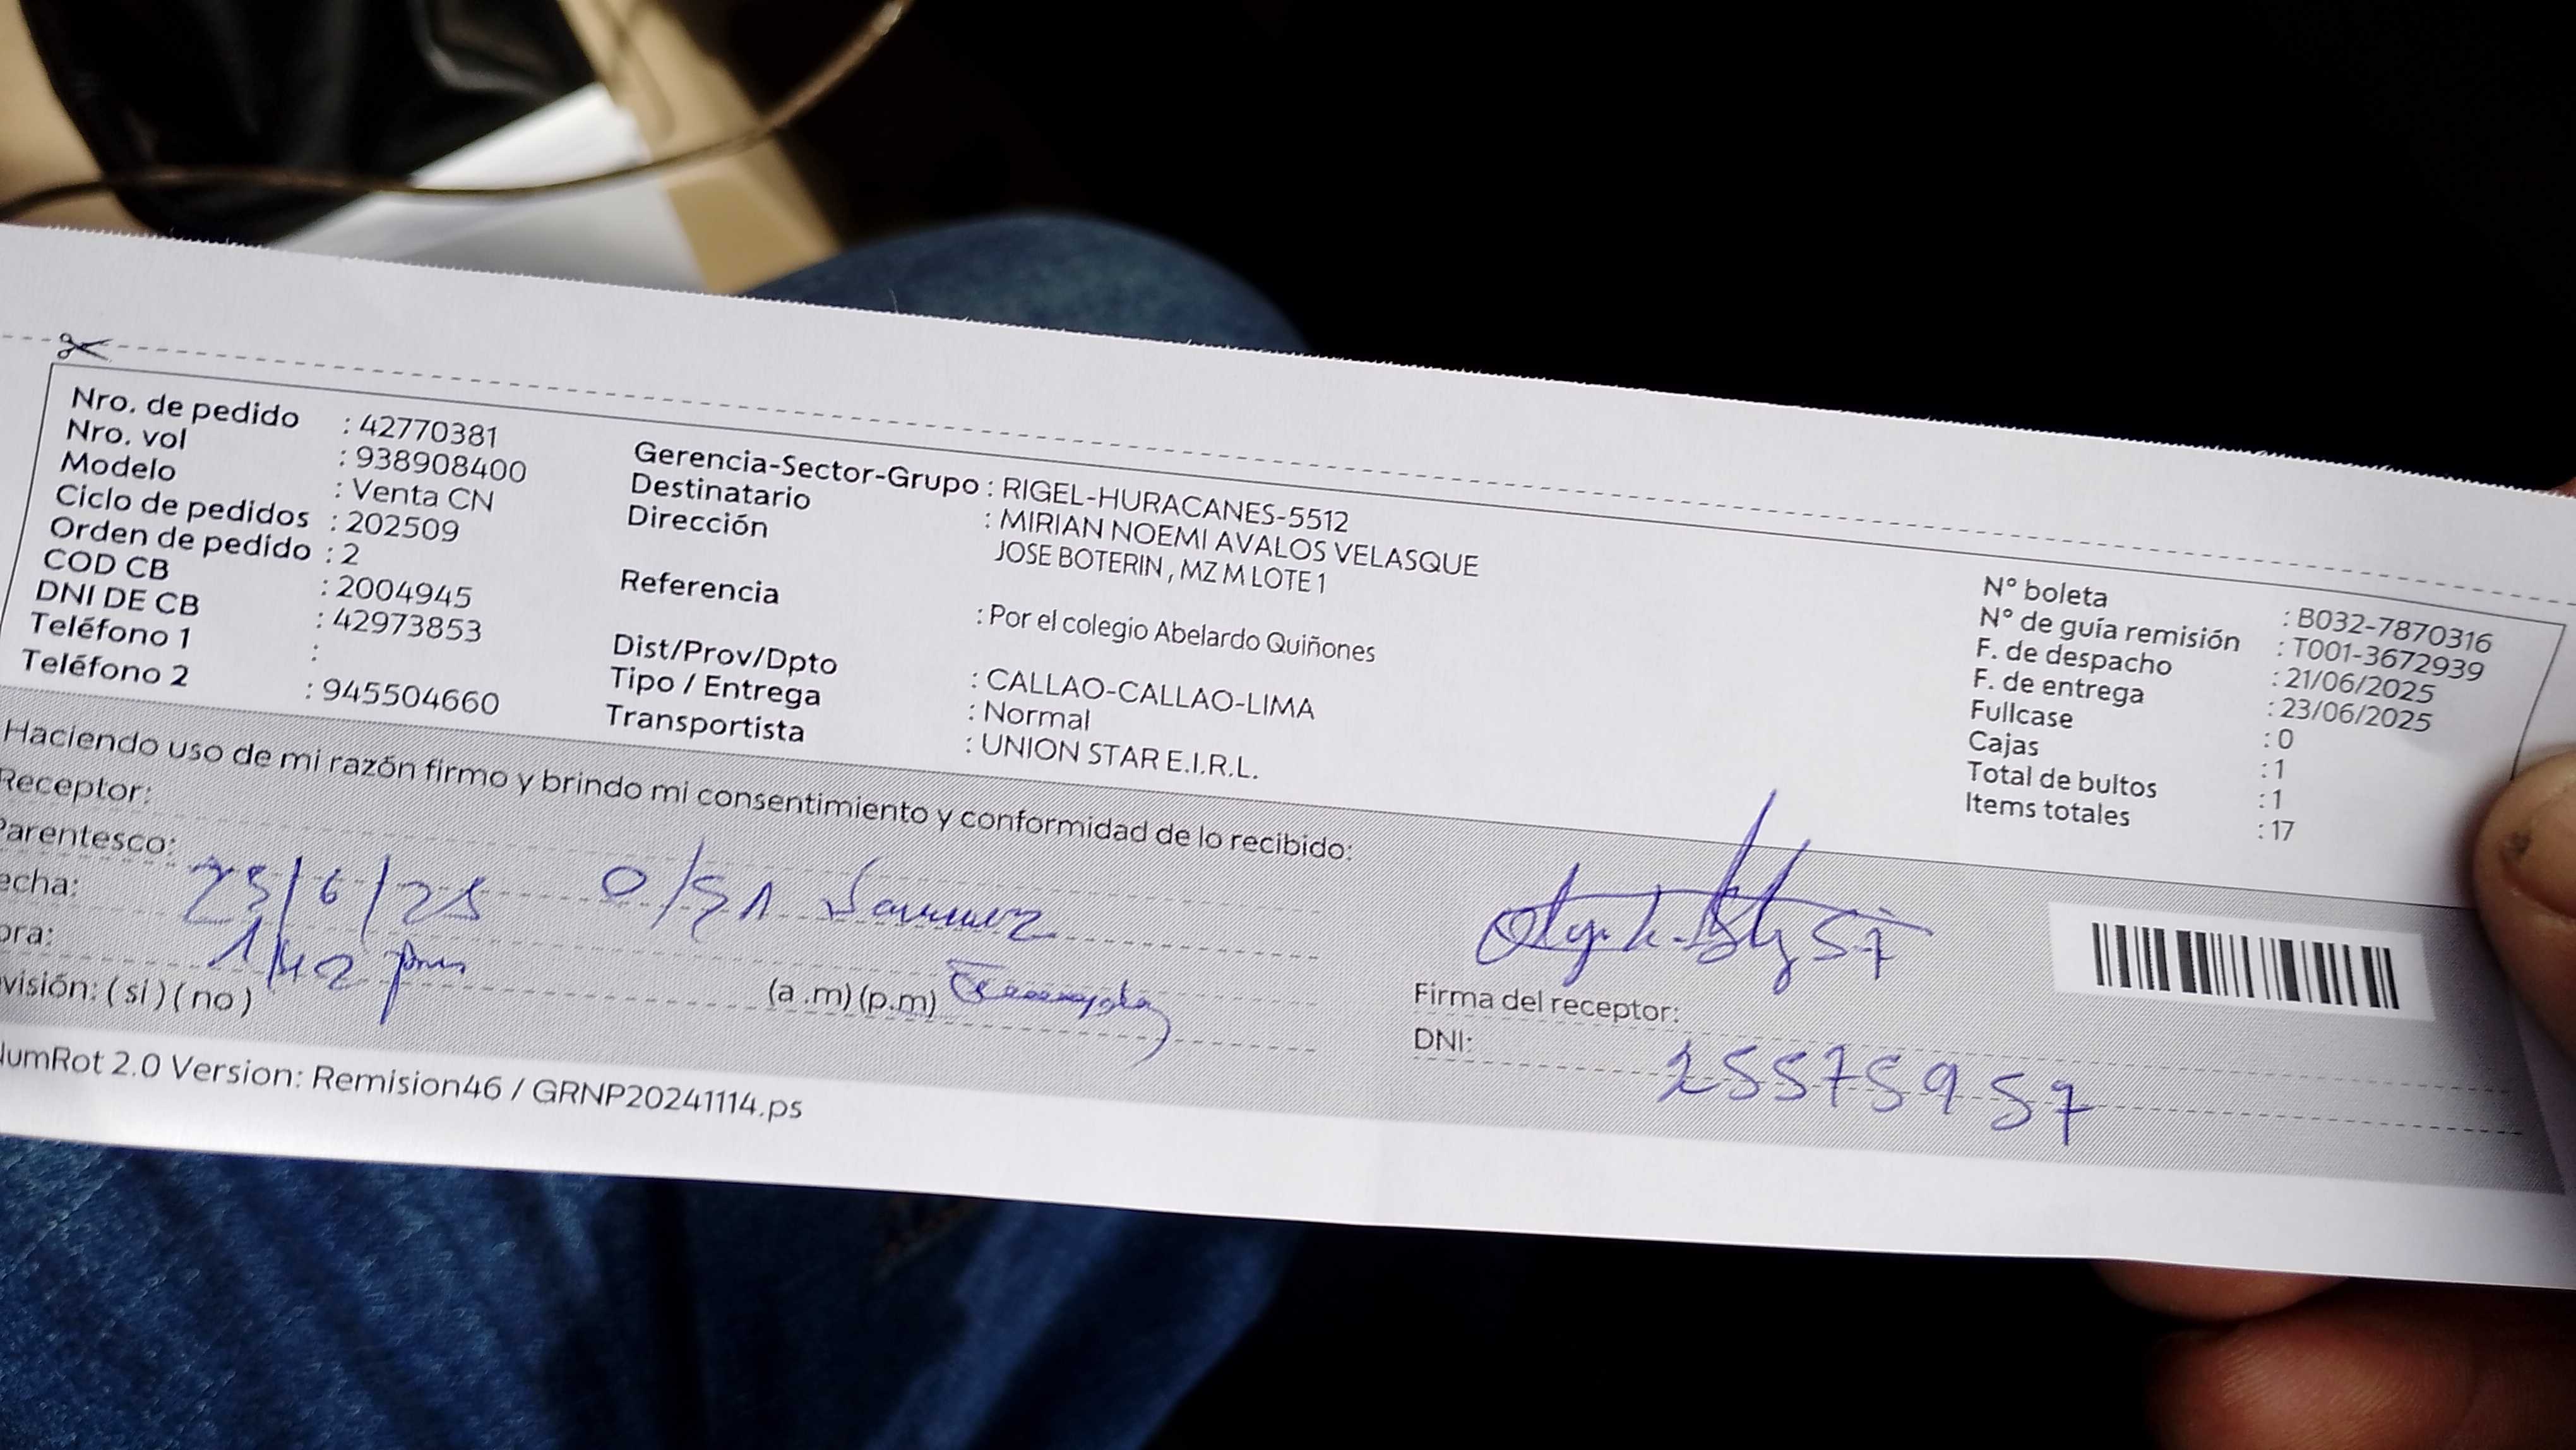 Nro. de pedido : 42770381
Nro. vol : 938908400
Modelo : Venta CN
Ciclo de pedidos : 202509
Orden de pedido : 2
COD CB : 2004945
DNI DE CB : 42973853
Teléfono 1 :
Teléfono 2 : 945504660
Gerencia-Sector-Grupo : RIGEL-HURACANES-5512
Destinatario : MIRIAN NOEMI AVALOS VELASQUE
Dirección JOSE BOTERIN , MZ M LOTE 1
Referencia : Por el colegio Abelardo Quiñones
Dist/Prov/Dpto : CALLAO-CALLAO-LIMA
Tipo / Entrega : Normal
Transportista : UNION STAR E.I.R.L.
N° boleta : B032-7870316
N° de guía remisión : T001-3672939
F. de despacho : 21/06/2025
F. de entrega : 23/06/2025
Fullcase : 0
Cajas : 1
Total de bultos : 1
Items totales : 17
Haciendo uso de mi razón firmo y brindo mi consentimiento y conformidad de lo recibido:
Receptor:
Parentesco:
echa: 23/6/25
ora: 1/42 pm (a .m) (p.m)
visión: ( si ) ( no )
Firma del receptor:
DNI: 25575957
NumRot 2.0 Version: Remision46 / GRNP20241114.ps